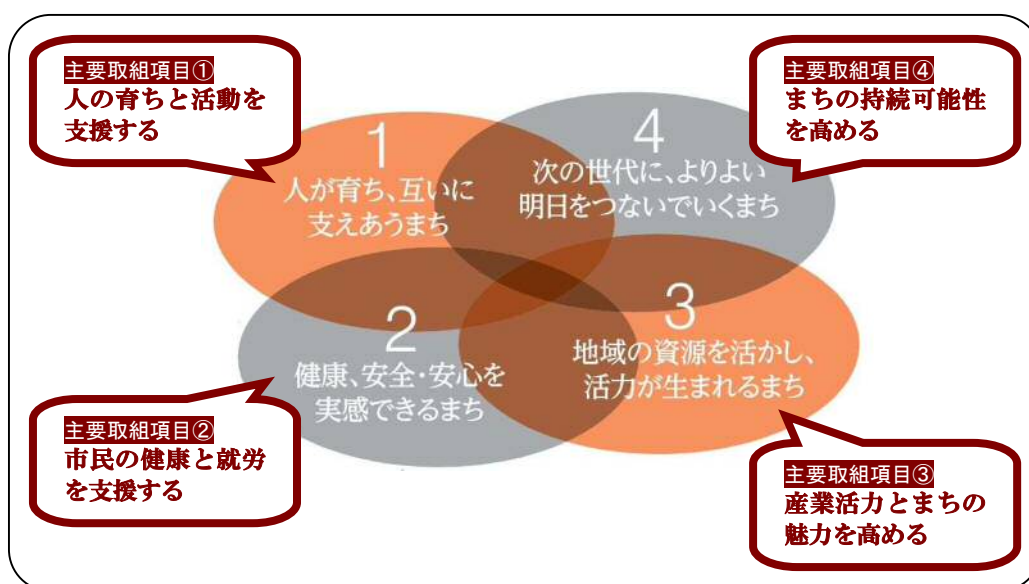 主要取組項目①
人の育ちと活動を
支援する
主要取組項目④
まちの持続可能性
を高める
1
人が育ち、互いに
支えあうまち
4
次の世代に、よりよい
明日をつないでいくまち
2
健康、安全・安心を
実感できるまち
3
地域の資源を活かし、
活力が生まれるまち
主要取組項目②
市民の健康と就労
を支援する
主要取組項目③
産業活力とまちの
魅力を高める